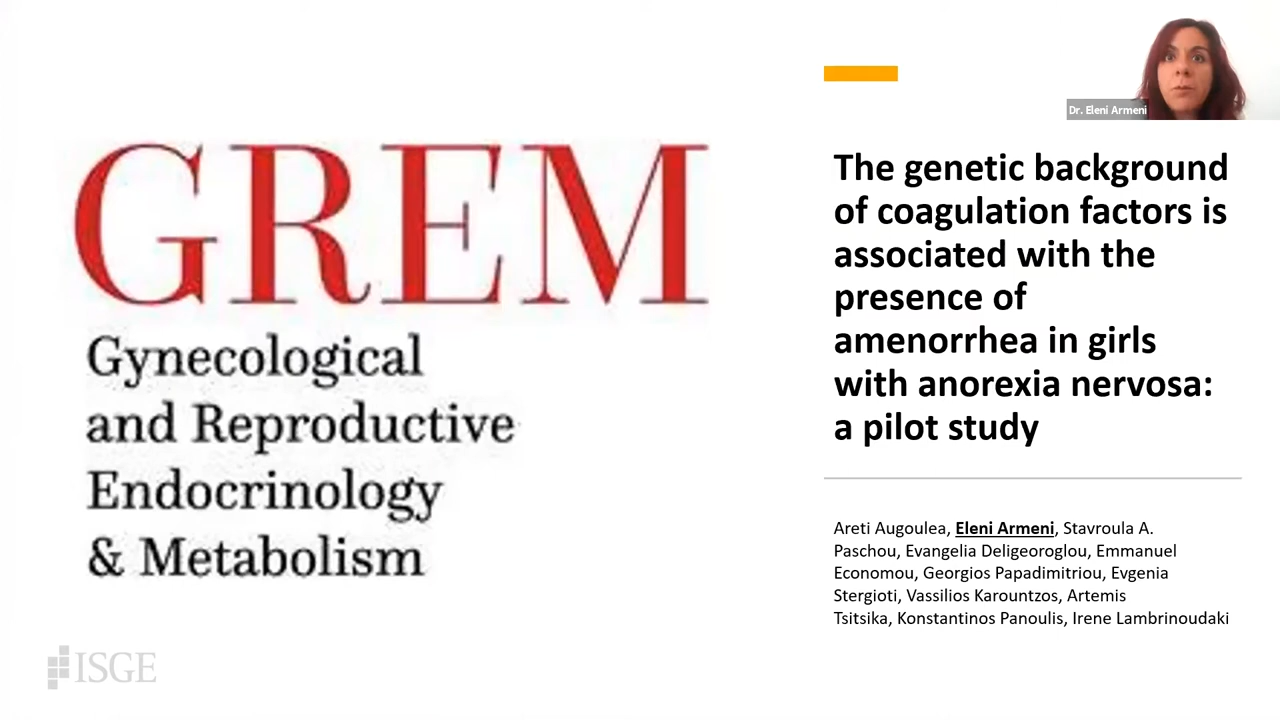 Dr. Eleni Armeni
GREM
Gynecological
and Reproductive
Endocrinology
& Metabolism
The genetic background
of coagulation factors is
associated with the
presence of
amenorrhea in girls
with anorexia nervosa:
a pilot study
Areti Augoulea, Eleni Armeni, Stavroula A.
Paschou, Evangelia Deligeoroglou, Emmanuel
Economou, Georgios Papadimitriou, Evgenia
Stergioti, Vassilios Karountzos, Artemis
Tsitsika, Konstantinos Panoulis, Irene Lambrinoudaki
ISGE